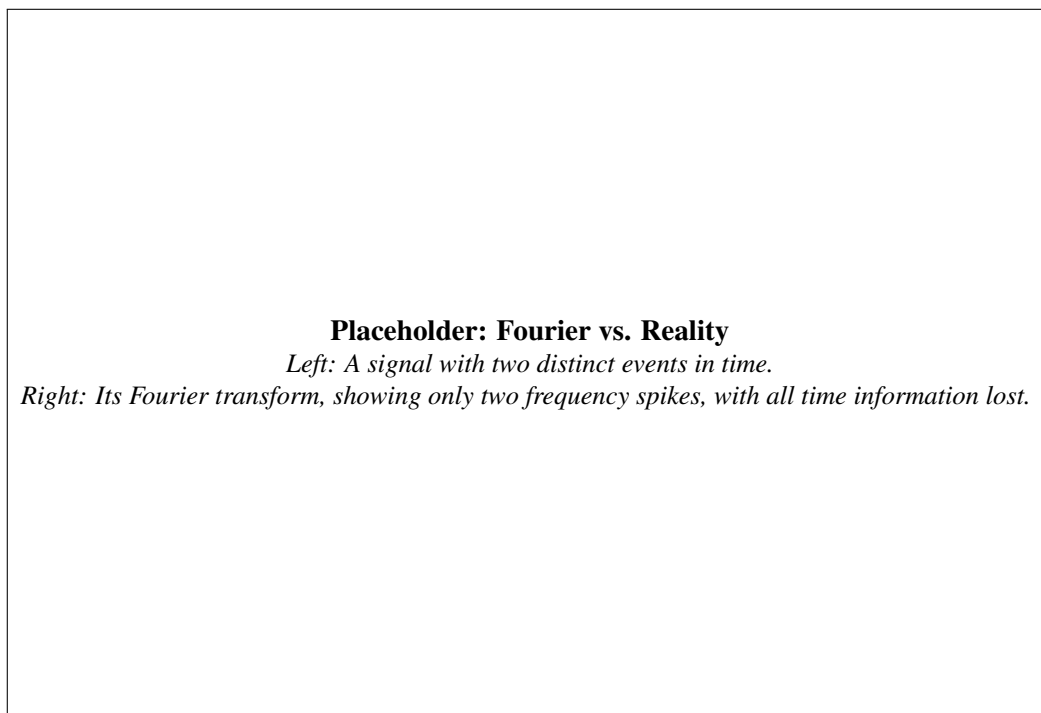 Placeholder: Fourier vs. Reality
Left: A signal with two distinct events in time.
Right: Its Fourier transform, showing only two frequency spikes, with all time information lost.